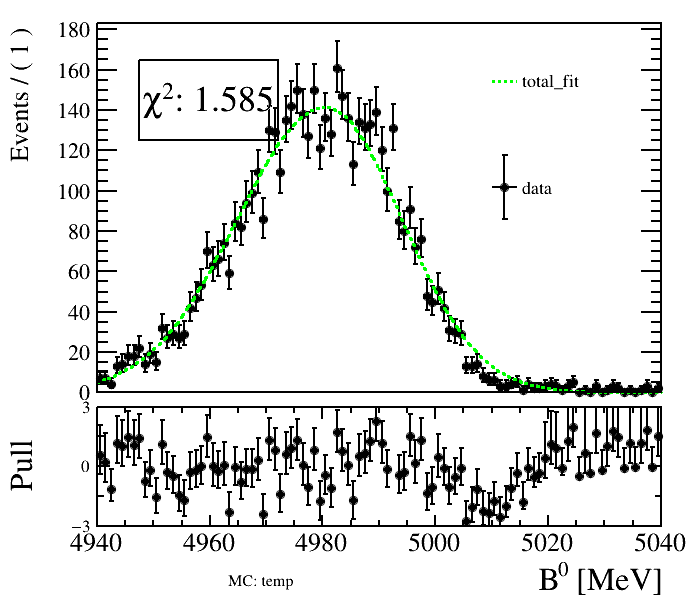 Events / ( 1 )
180
160
140
120
100
80
60
40
20
0
χ²: 1.585
total_fit
data
Pull
3
0
−3
4940 4960 4980 5000 5020 5040
MC: temp
B⁰ [MeV]